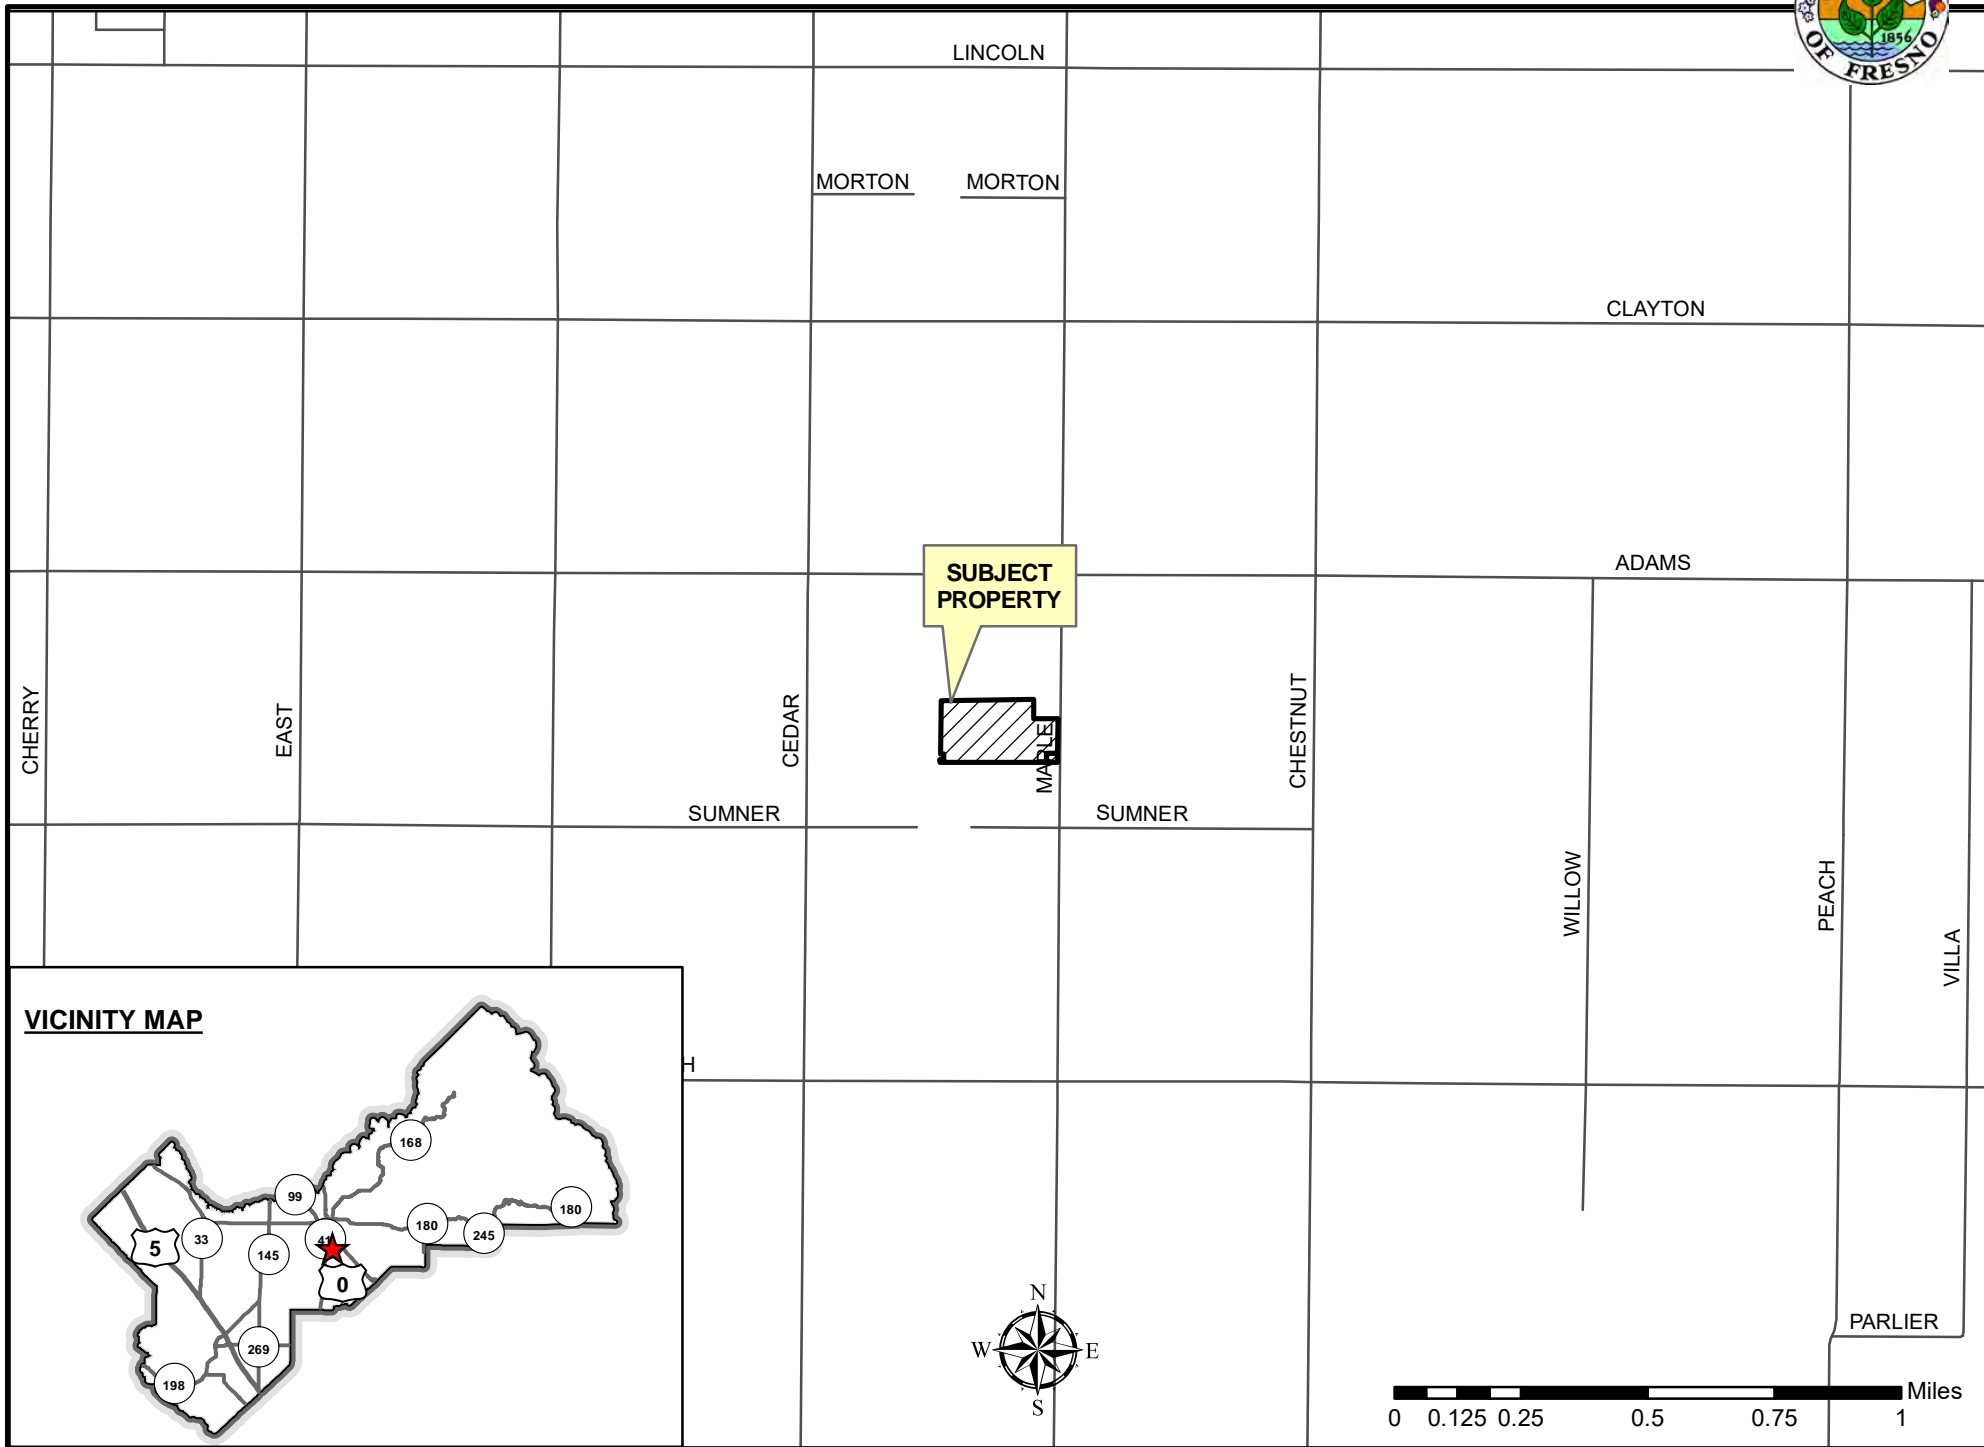 LINCOLN
1856
OF FRESNO
MORTON
MORTON
CLAYTON
ADAMS
SUBJECT
PROPERTY
CHERRY
EAST
CEDAR
MAPLE
CHESTNUT
SUMNER
SUMNER
WILLOW
PEACH
VILLA
H
VICINITY MAP
168
99
180
180
33
41
245
5
145
0
269
198
N
W
E
S
PARLIER
Miles
0 0.125 0.25 0.5 0.75 1